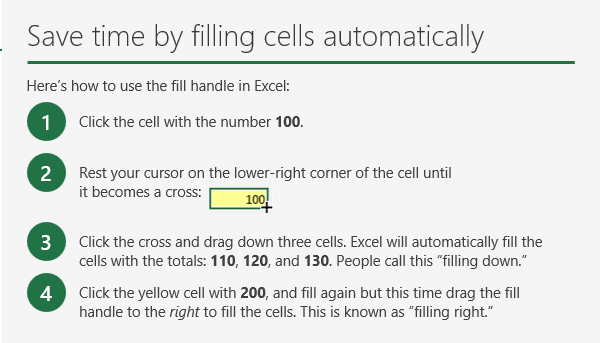 Save time by filling cells automatically
Here's how to use the fill handle in Excel:
1 Click the cell with the number 100.
2 Rest your cursor on the lower-right corner of the cell until
it becomes a cross: 100
3 Click the cross and drag down three cells. Excel will automatically fill the
cells with the totals: 110, 120, and 130. People call this “filling down.”
4 Click the yellow cell with 200, and fill again but this time drag the fill
handle to the right to fill the cells. This is known as “filling right.”